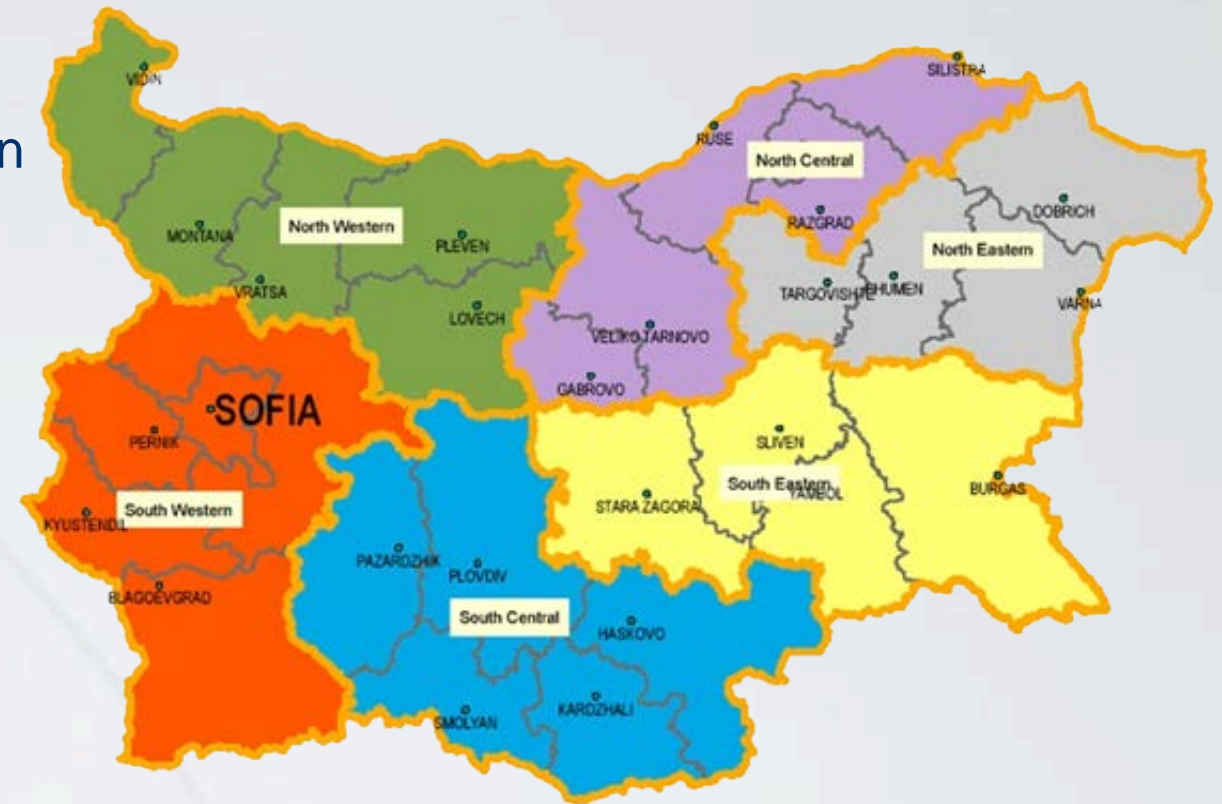 n
VIDIN
SILISTRA
RUSE
North Central
RAZGRAD
DOBRICH
North Western
MONTANA
PLEVEN
North Eastern
VRATSA
TARGOVISHTE
SHUMEN
VARNA
LOVECH
VELIKO TARNOVO
GABROVO
SOFIA
PERNIK
SLIVEN
South Eastern
YAMBOL
BURGAS
STARA ZAGORA
South Western
KYUSTENDIL
PAZARDZHIK
PLOVDIV
BLAGOEVGRAD
South Central
HASKOVO
SMOLYAN
KARDZHALI